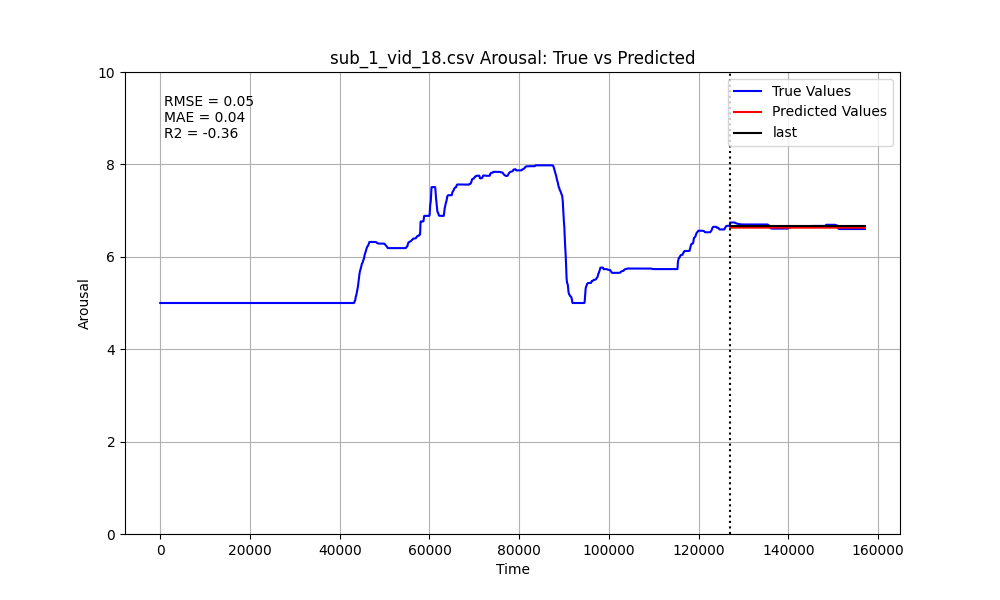 sub_1_vid_18.csv Arousal: True vs Predicted
RMSE = 0.05
MAE = 0.04
R2 = -0.36
True Values
Predicted Values
last
10
8
6
4
2
0
Arousal
0
20000
40000
60000
80000
100000
120000
140000
160000
Time